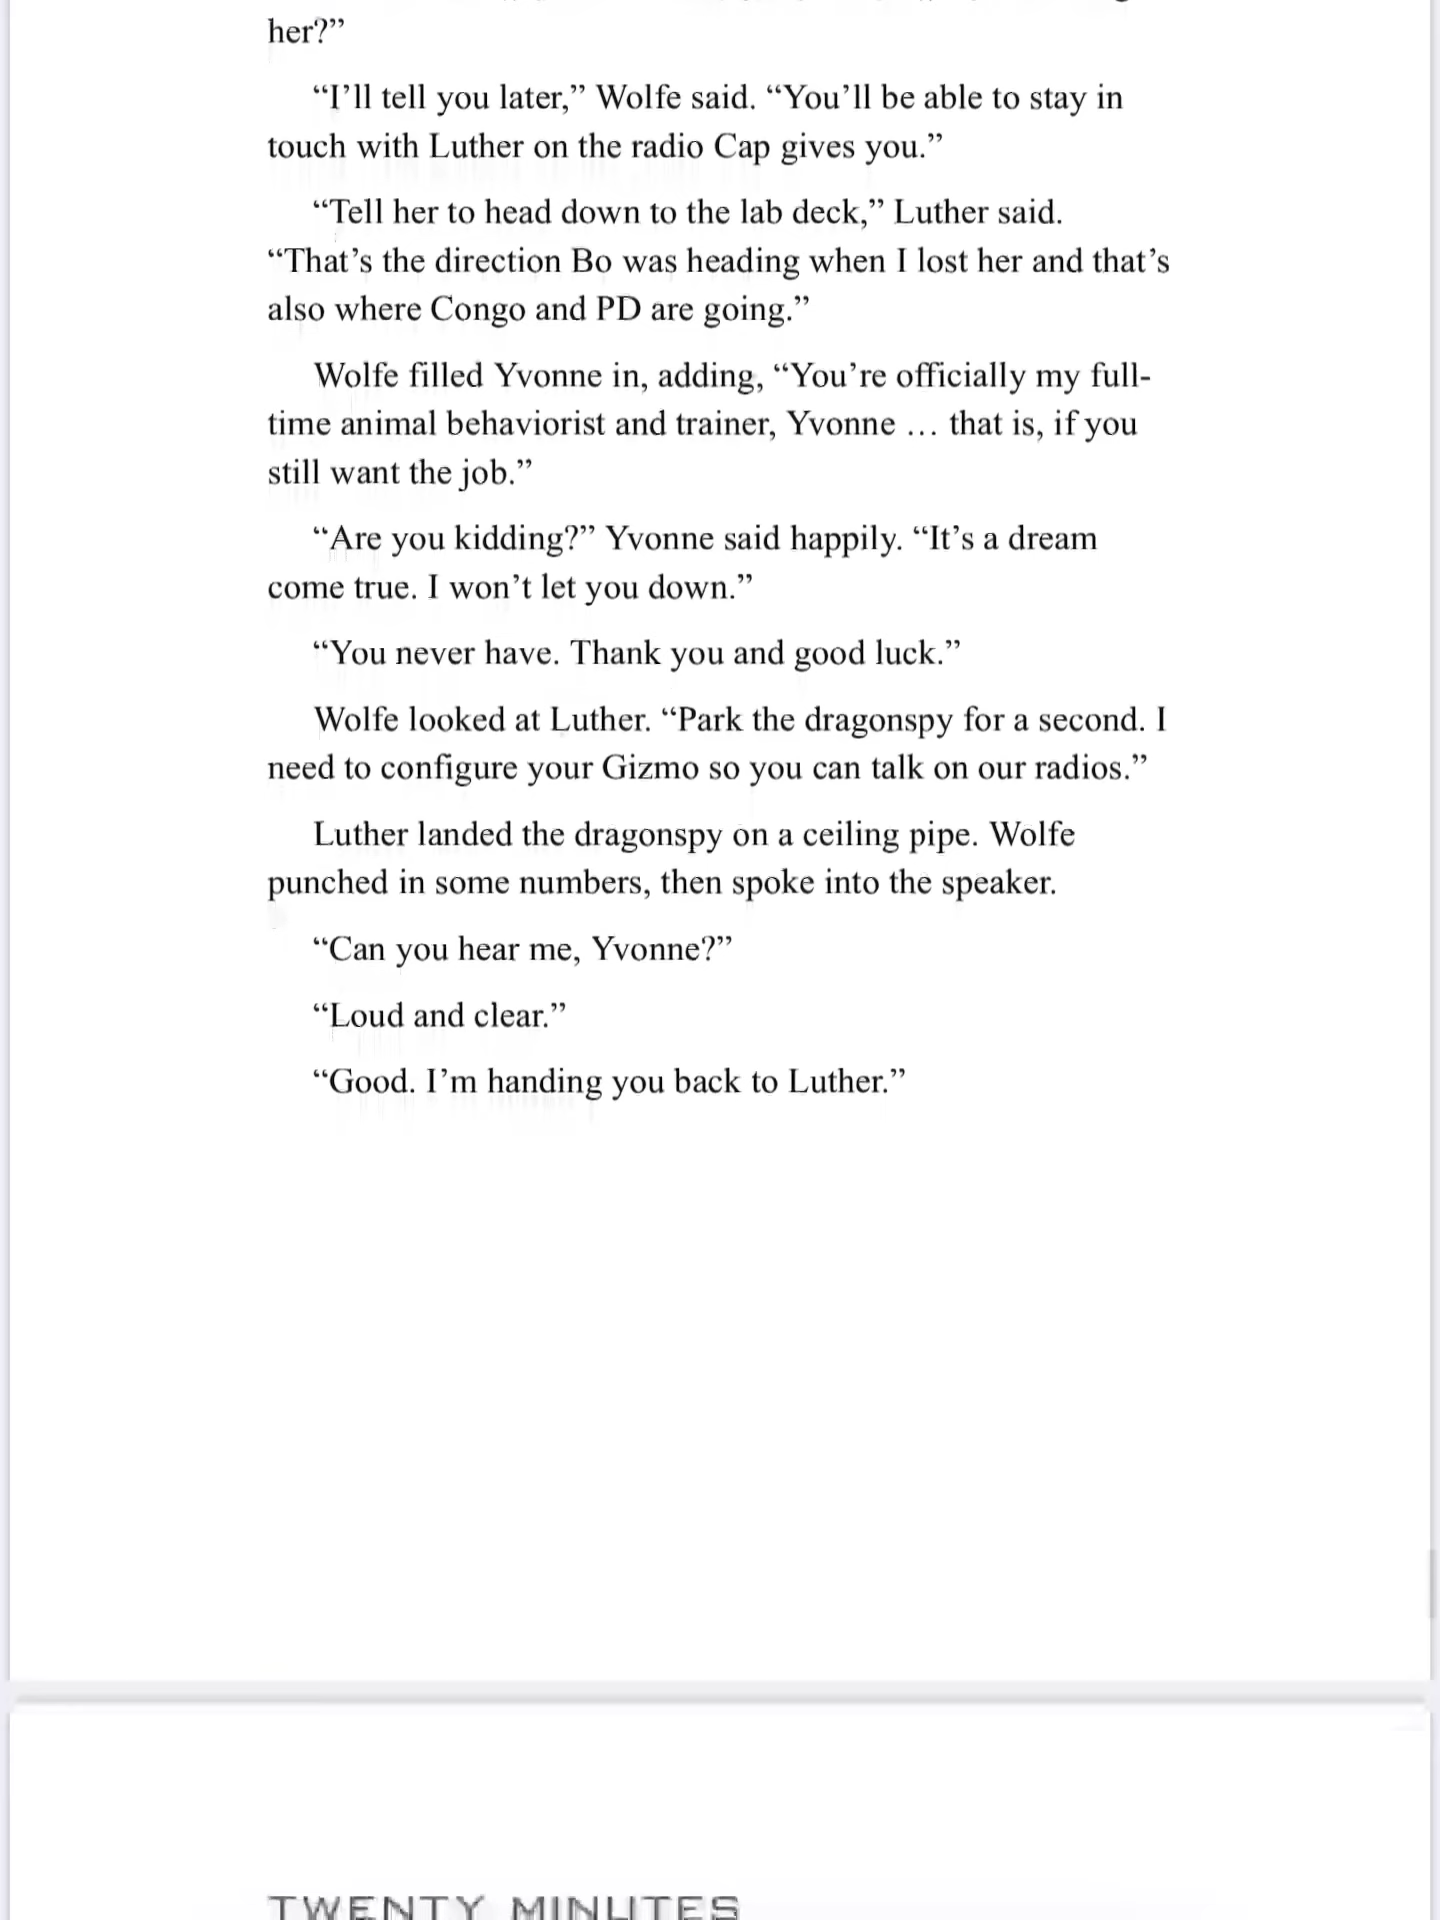 her?”
“I’ll tell you later,” Wolfe said. “You’ll be able to stay in
touch with Luther on the radio Cap gives you.”
“Tell her to head down to the lab deck,” Luther said.
“That’s the direction Bo was heading when I lost her and that’s
also where Congo and PD are going.”
Wolfe filled Yvonne in, adding, “You’re officially my full-
time animal behaviorist and trainer, Yvonne … that is, if you
still want the job.”
“Are you kidding?” Yvonne said happily. “It’s a dream
come true. I won’t let you down.”
“You never have. Thank you and good luck.”
Wolfe looked at Luther. “Park the dragonspy for a second. I
need to configure your Gizmo so you can talk on our radios.”
Luther landed the dragonspy on a ceiling pipe. Wolfe
punched in some numbers, then spoke into the speaker.
“Can you hear me, Yvonne?”
“Loud and clear.”
“Good. I’m handing you back to Luther.”
TWENTY MINUTES